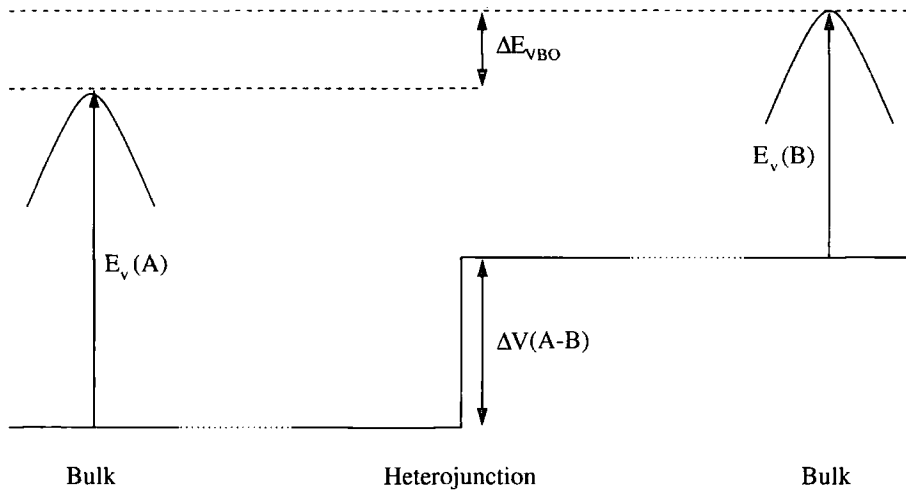 ΔE_VBO
E_v(B)
E_v(A)
ΔV(A-B)
Bulk Heterojunction Bulk